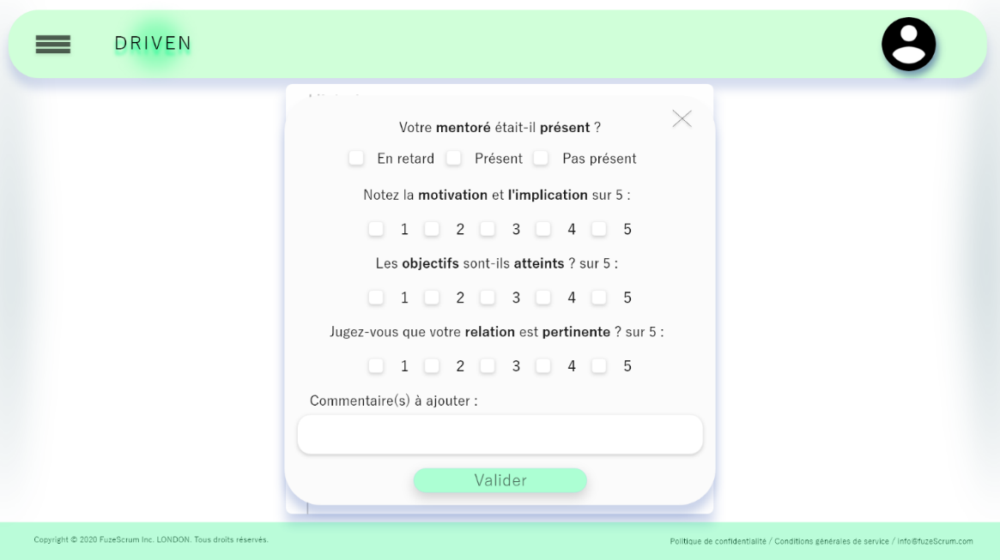 DRIVEN
Votre mentoré était-il présent ?
En retard Présent Pas présent
Notez la motivation et l'implication sur 5 :
1 2 3 4 5
Les objectifs sont-ils atteints ? sur 5 :
1 2 3 4 5
Jugez-vous que votre relation est pertinente ? sur 5 :
1 2 3 4 5
Commentaire(s) à ajouter :
Valider
Copyright © 2020 FuzeScrum Inc. LONDON. Tous droits réservés.
Politique de confidentialité / Conditions générales de service / info@fuzeScrum.com